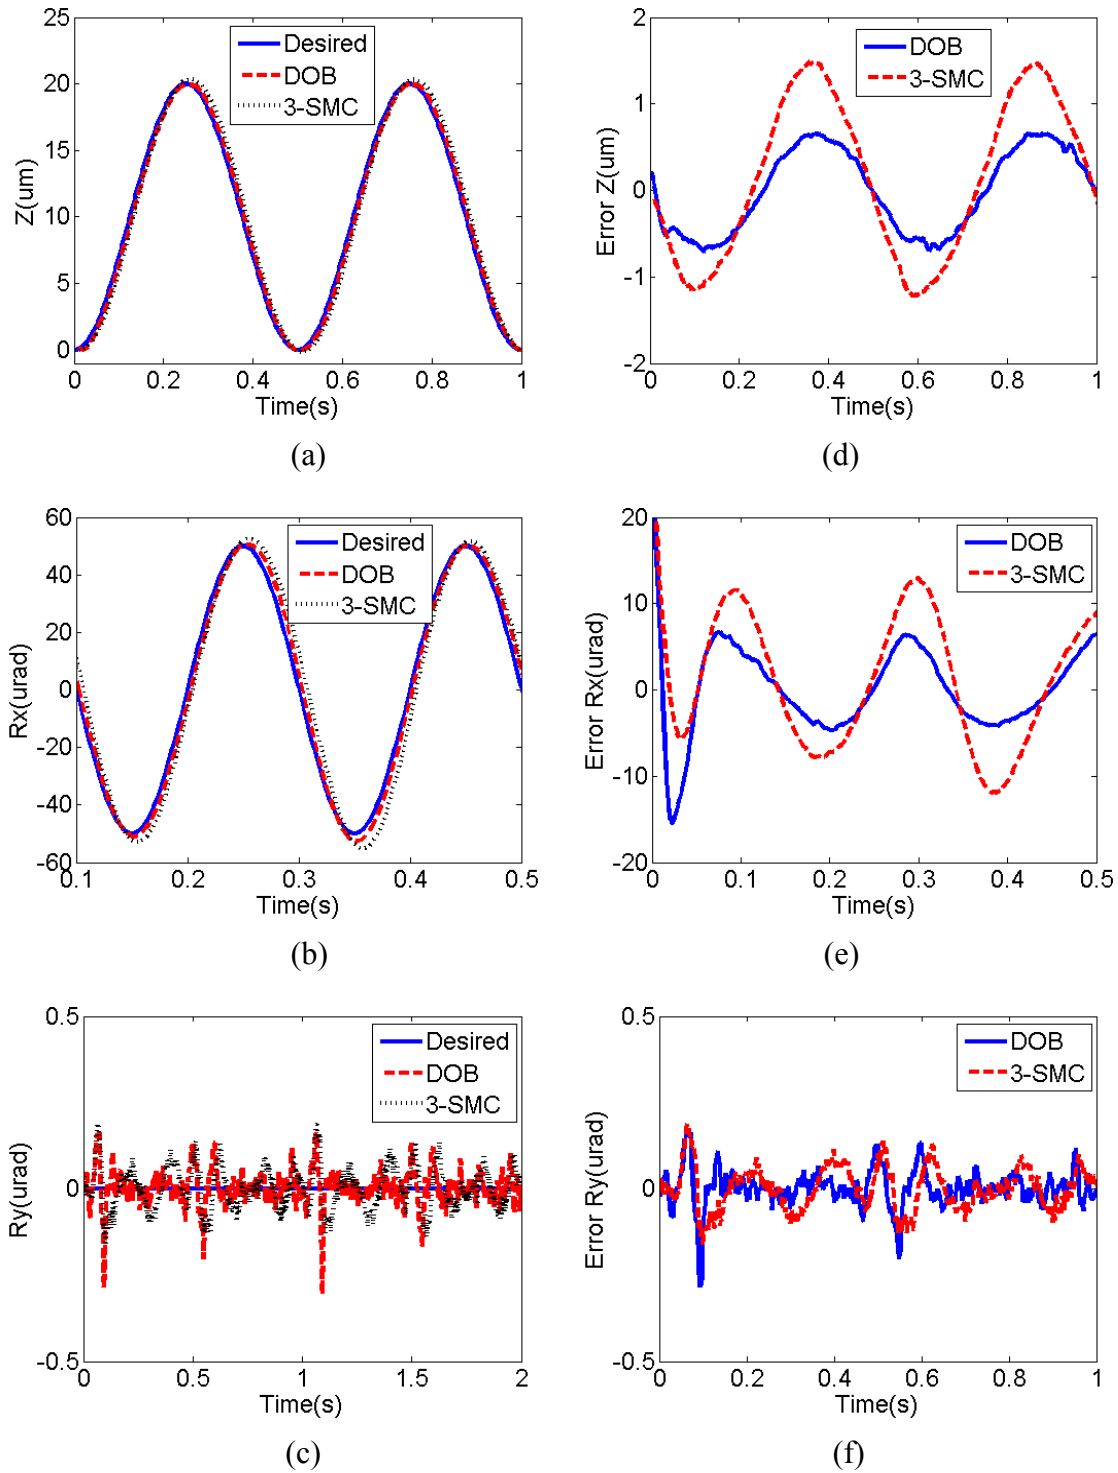 25
20
15
10
5
0
Z(um)
Desired
DOB
3-SMC
0 0.2 0.4 0.6 0.8 1
Time(s)
(a)
2
1
0
-1
-2
Error Z(um)
DOB
3-SMC
0 0.2 0.4 0.6 0.8 1
Time(s)
(d)
60
40
20
0
-20
-40
-60
Rx(urad)
Desired
DOB
3-SMC
0.1 0.2 0.3 0.4 0.5
Time(s)
(b)
20
10
0
-10
-20
Error Rx(urad)
DOB
3-SMC
0 0.1 0.2 0.3 0.4 0.5
Time(s)
(e)
0.5
0
-0.5
Ry(urad)
Desired
DOB
3-SMC
0 0.5 1 1.5 2
Time(s)
(c)
0.5
0
-0.5
Error Ry(urad)
DOB
3-SMC
0 0.2 0.4 0.6 0.8 1
Time(s)
(f)